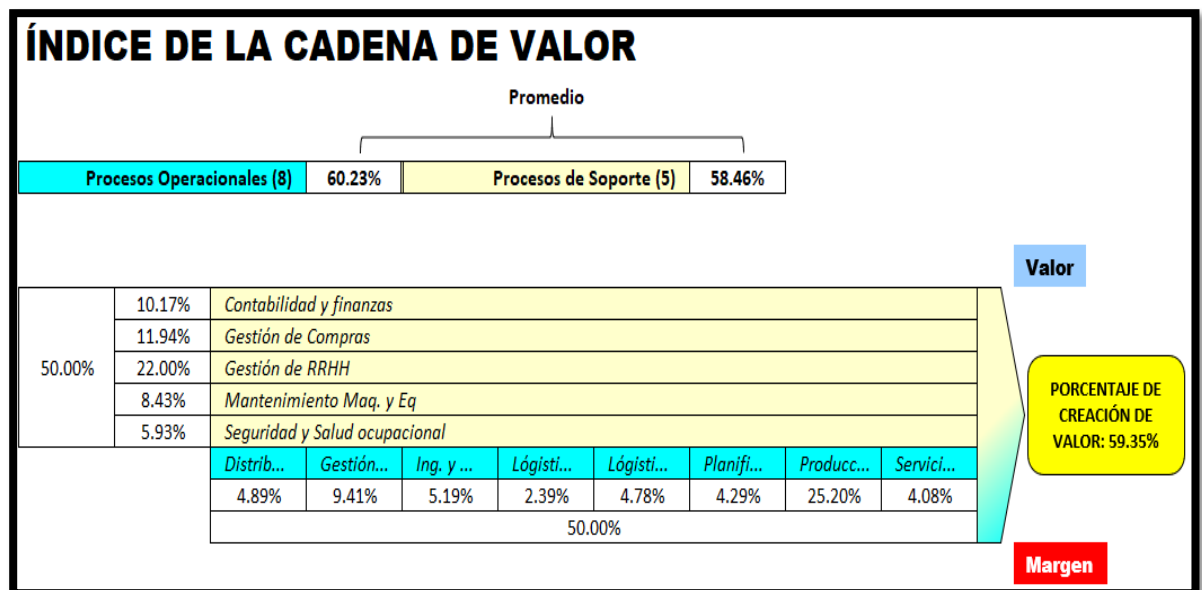 ÍNDICE DE LA CADENA DE VALOR
Promedio
Procesos Operacionales (8) 60.23% Procesos de Soporte (5) 58.46%
Valor
50.00%
10.17% Contabilidad y finanzas
11.94% Gestión de Compras
22.00% Gestión de RRHH
8.43% Mantenimiento Maq. y Eq
5.93% Seguridad y Salud ocupacional
PORCENTAJE DE
CREACIÓN DE
VALOR: 59.35%
Distrib... Gestión... Ing. y ... Lógisti... Lógisti... Planifi... Producc... Servici...
4.89% 9.41% 5.19% 2.39% 4.78% 4.29% 25.20% 4.08%
50.00%
Margen